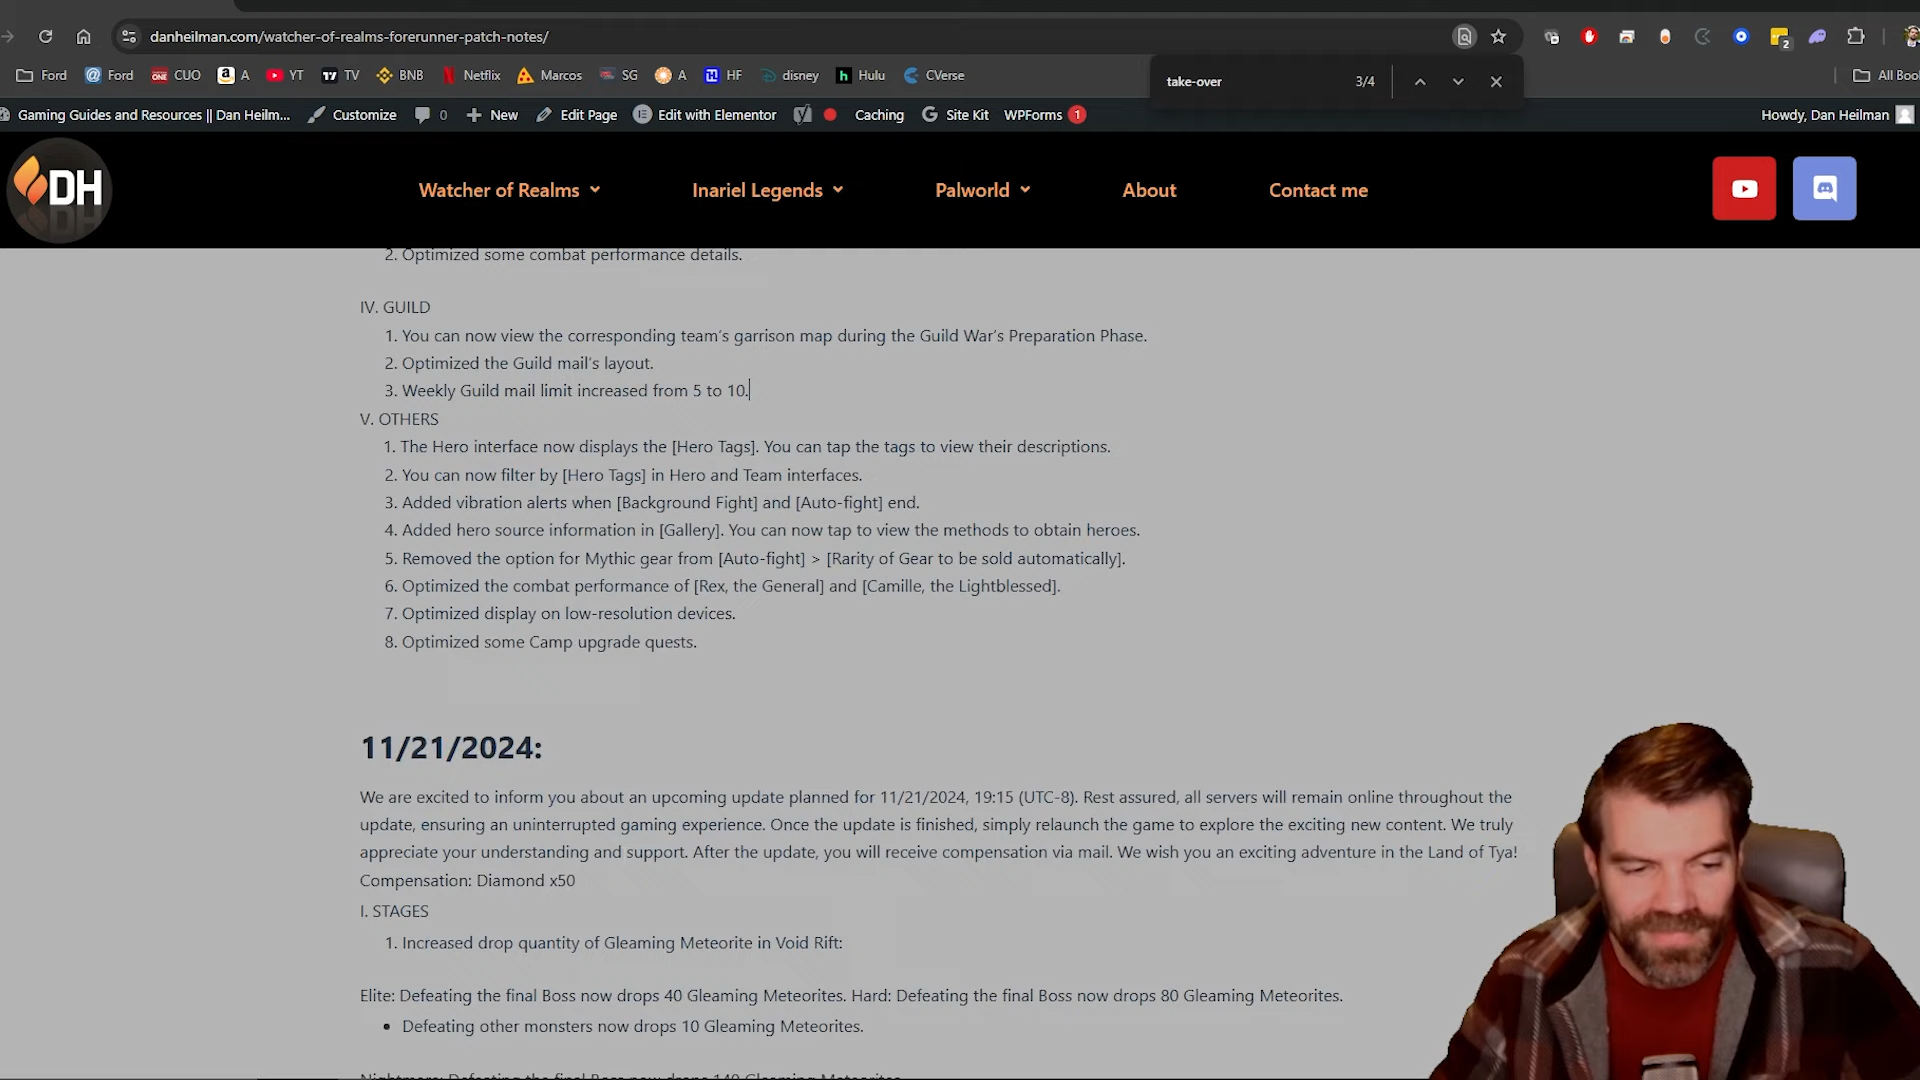 danheilman.com/watcher-of-realms-forerunner-patch-notes/
Ford Ford CUO A YT TV BNB Netflix Marcos SG A HF disney Hulu CVerse All Boo
take-over 3/4
Gaming Guides and Resources || Dan Heilm... Customize 0 New Edit Page Edit with Elementor Caching Site Kit WPForms 1 Howdy, Dan Heilman
DH Watcher of Realms Inariel Legends Palworld About Contact me
2. Optimized some combat performance details.
IV. GUILD
1. You can now view the corresponding team's garrison map during the Guild War's Preparation Phase.
2. Optimized the Guild mail's layout.
3. Weekly Guild mail limit increased from 5 to 10.
V. OTHERS
1. The Hero interface now displays the [Hero Tags]. You can tap the tags to view their descriptions.
2. You can now filter by [Hero Tags] in Hero and Team interfaces.
3. Added vibration alerts when [Background Fight] and [Auto-fight] end.
4. Added hero source information in [Gallery]. You can now tap to view the methods to obtain heroes.
5. Removed the option for Mythic gear from [Auto-fight] > [Rarity of Gear to be sold automatically].
6. Optimized the combat performance of [Rex, the General] and [Camille, the Lightblessed].
7. Optimized display on low-resolution devices.
8. Optimized some Camp upgrade quests.
11/21/2024:
We are excited to inform you about an upcoming update planned for 11/21/2024, 19:15 (UTC-8). Rest assured, all servers will remain online throughout the
update, ensuring an uninterrupted gaming experience. Once the update is finished, simply relaunch the game to explore the exciting new content. We truly
appreciate your understanding and support. After the update, you will receive compensation via mail. We wish you an exciting adventure in the Land of Tya!
Compensation: Diamond x50
I. STAGES
1. Increased drop quantity of Gleaming Meteorite in Void Rift:
Elite: Defeating the final Boss now drops 40 Gleaming Meteorites. Hard: Defeating the final Boss now drops 80 Gleaming Meteorites.
• Defeating other monsters now drops 10 Gleaming Meteorites.
Nightmare: Defeating the final Boss now drops 140 Gleaming Meteorites.